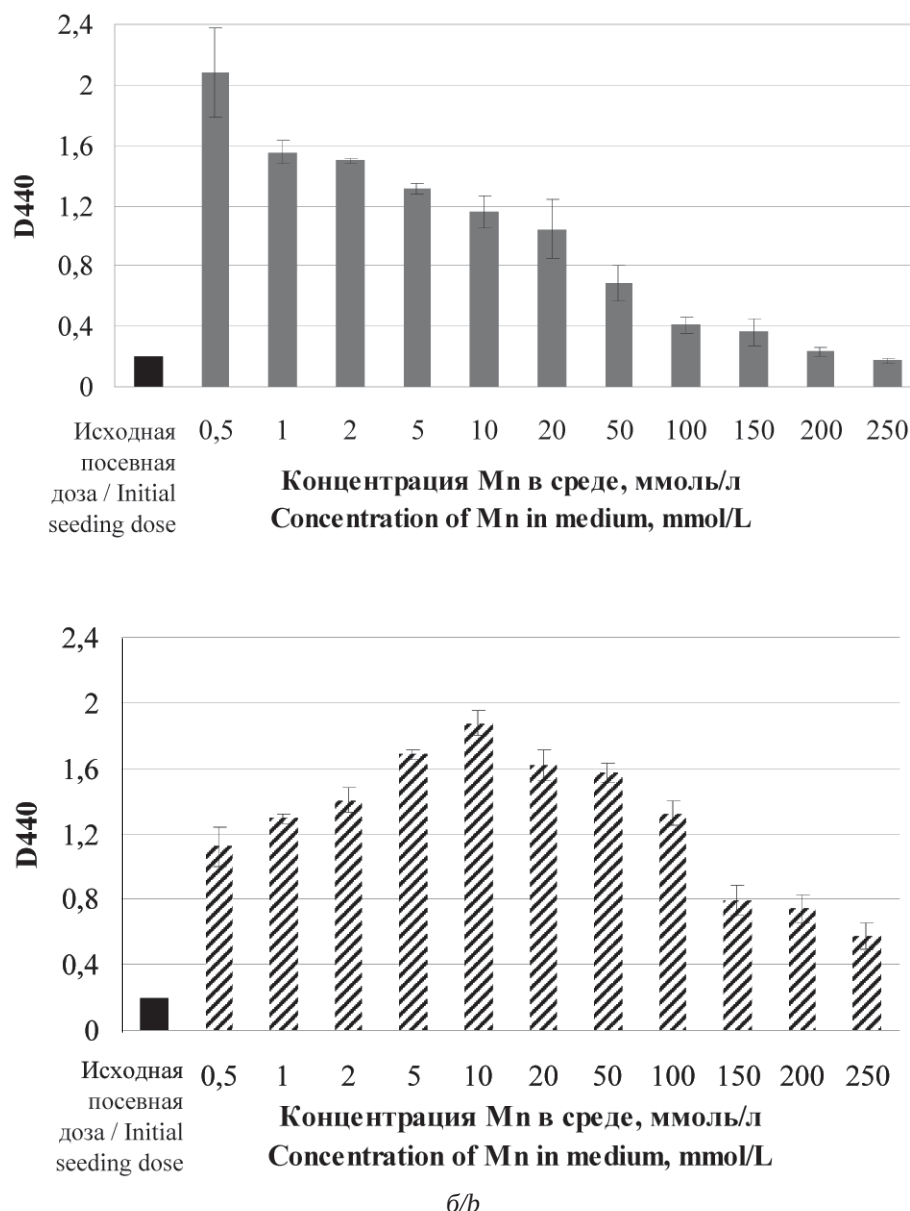 2,4
2
1,6
1,2
0,8
0,4
0
D440
Исходная
посевная
доза / Initial
seeding dose
0,5 1 2 5 10 20 50 100 150 200 250
Концентрация Mn в среде, ммоль/л
Concentration of Mn in medium, mmol/L
2,4
2
1,6
1,2
0,8
0,4
0
D440
Исходная
посевная
доза / Initial
seeding dose
0,5 1 2 5 10 20 50 100 150 200 250
Концентрация Mn в среде, ммоль/л
Concentration of Mn in medium, mmol/L
б/b